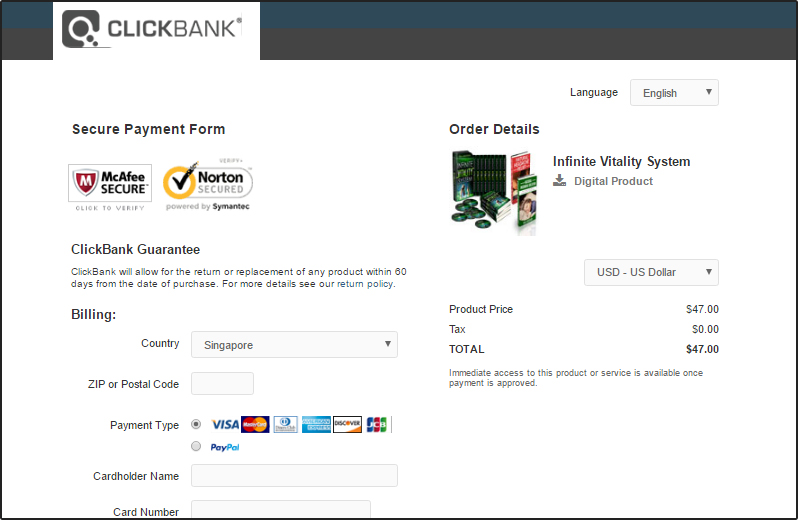 CLICKBANK®
Language
English
Secure Payment Form
Order Details
McAfee
SECURE™
CLICK TO VERIFY
VERIFY▸
Norton
SECURED
powered by Symantec
Infinite Vitality System
Digital Product
ClickBank Guarantee
ClickBank will allow for the return or replacement of any product within 60
days from the date of purchase. For more details see our return policy.
USD - US Dollar
Billing:
Product Price $47.00
Tax $0.00
TOTAL $47.00
Immediate access to this product or service is available once
payment is approved.
Country
Singapore
ZIP or Postal Code
Payment Type
VISA MasterCard DISCOVER JCB
PayPal
Cardholder Name
Card Number